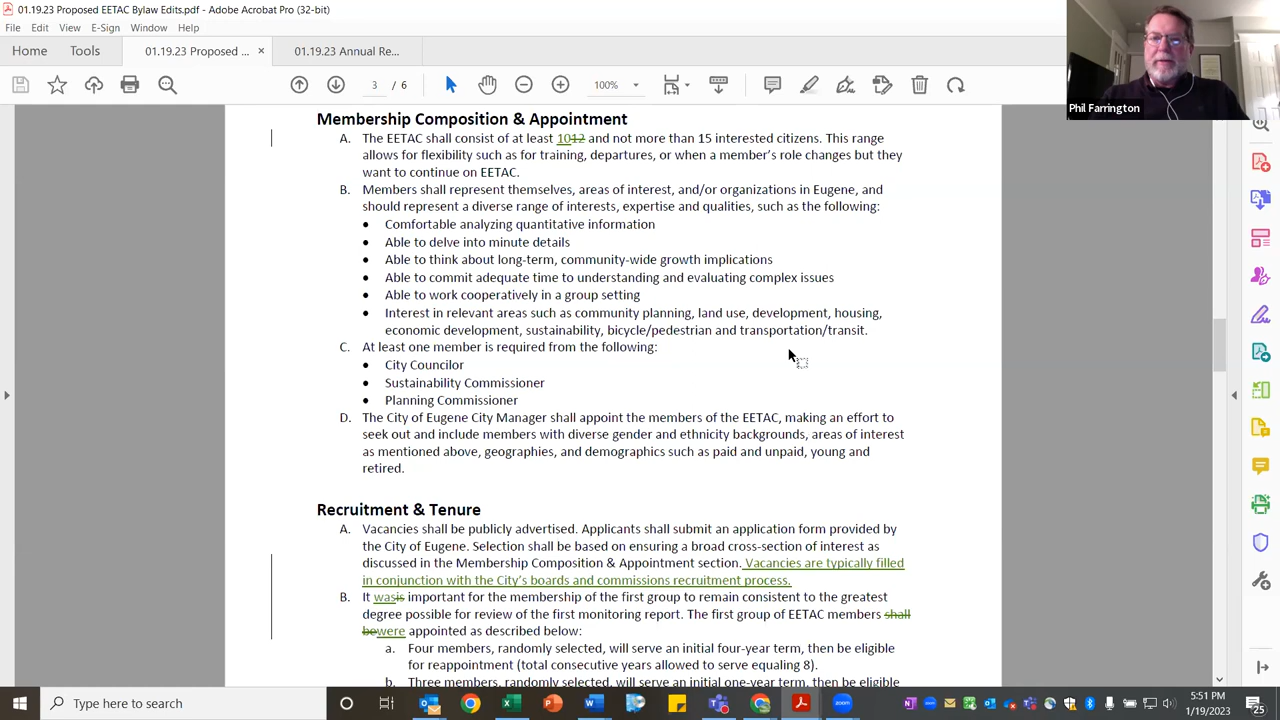 01.19.23 Proposed EETAC Bylaw Edits.pdf - Adobe Acrobat Pro (32-bit)
File Edit View E-Sign Window Help
Home Tools 01.19.23 Proposed ... × 01.19.23 Annual Re...
3 / 6 100%
Phil Farrington
Membership Composition & Appointment
A. The EETAC shall consist of at least 1012 and not more than 15 interested citizens. This range
allows for flexibility such as for training, departures, or when a member's role changes but they
want to continue on EETAC.
B. Members shall represent themselves, areas of interest, and/or organizations in Eugene, and
should represent a diverse range of interests, expertise and qualities, such as the following:
• Comfortable analyzing quantitative information
• Able to delve into minute details
• Able to think about long-term, community-wide growth implications
• Able to commit adequate time to understanding and evaluating complex issues
• Able to work cooperatively in a group setting
• Interest in relevant areas such as community planning, land use, development, housing,
economic development, sustainability, bicycle/pedestrian and transportation/transit.
C. At least one member is required from the following:
• City Councilor
• Sustainability Commissioner
• Planning Commissioner
D. The City of Eugene City Manager shall appoint the members of the EETAC, making an effort to
seek out and include members with diverse gender and ethnicity backgrounds, areas of interest
as mentioned above, geographies, and demographics such as paid and unpaid, young and
retired.
Recruitment & Tenure
A. Vacancies shall be publicly advertised. Applicants shall submit an application form provided by
the City of Eugene. Selection shall be based on ensuring a broad cross-section of interest as
discussed in the Membership Composition & Appointment section. Vacancies are typically filled
in conjunction with the City's boards and commissions recruitment process.
B. It wasis important for the membership of the first group to remain consistent to the greatest
degree possible for review of the first monitoring report. The first group of EETAC members shall
bewere appointed as described below:
a. Four members, randomly selected, will serve an initial four-year term, then be eligible
for reappointment (total consecutive years allowed to serve equaling 8).
b. Three members, randomly selected, will serve an initial one-year term, then be eligible
Type here to search
5:51 PM
1/19/2023
25